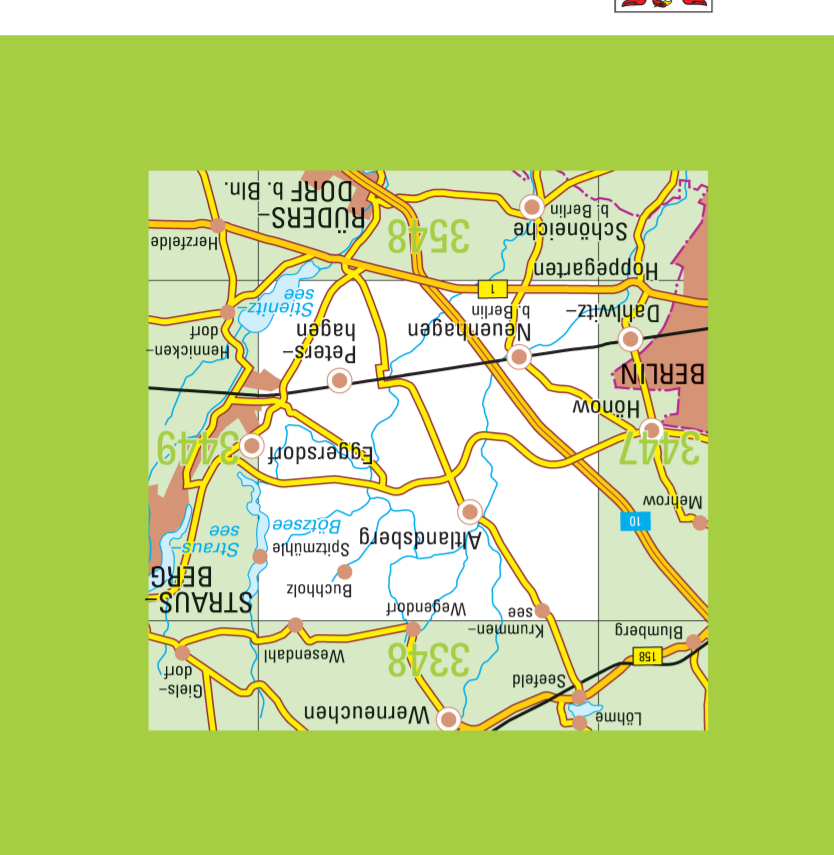 Löhme
Werneuchen
Seefeld
Giels-
dorf
3348
Wesendahl
Blumberg
158
Krummen-
see
Wegendorf
STRAUS-
BERG
Buchholz
Spitzmühle
Altlandsberg
Straus-
see
Bötzsee
10
Mehrow
3447
Eggersdorf
3449
Hönow
BERLIN
Peters-
hagen
Hennicken-
dorf
Neuenhagen
b. Berlin
Dahlwitz-
Hoppegarten
Stienitz-
see
1
Schöneiche
b. Berlin
3548
Herzfelde
RÜDERS-
DORF b. Bln.